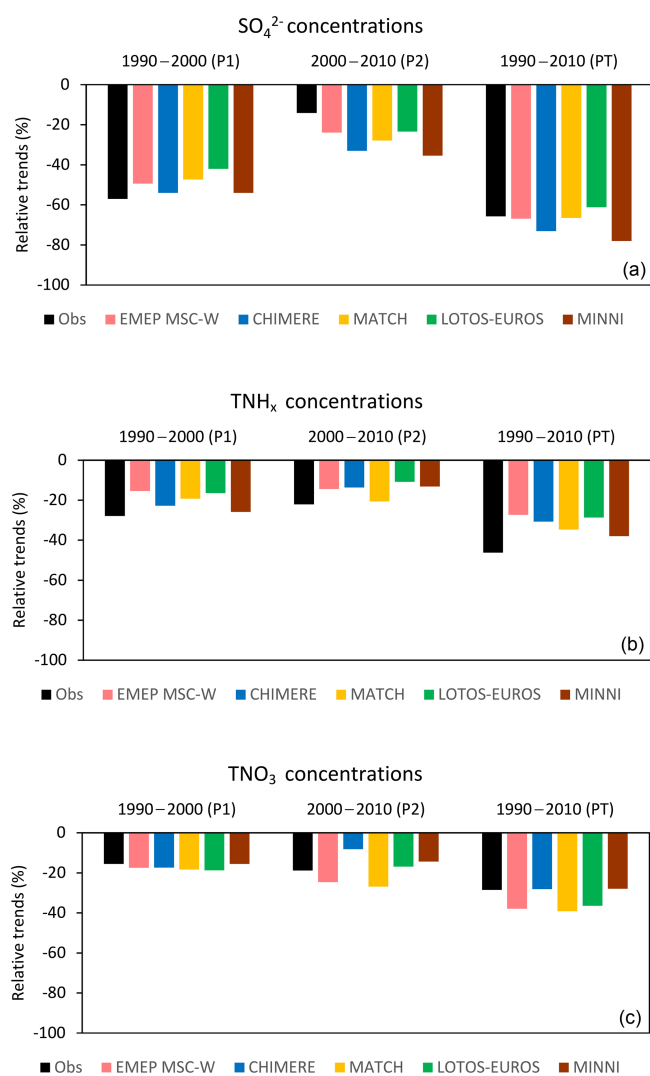 SO₄²⁻ concentrations
1990–2000 (P1) 2000–2010 (P2) 1990–2010 (PT)
Relative trends (%)
0
-20
-40
-60
-80
-100
(a)
Obs EMEP MSC-W CHIMERE MATCH LOTOS-EUROS MINNI
TNHₓ concentrations
1990–2000 (P1) 2000–2010 (P2) 1990–2010 (PT)
Relative trends (%)
0
-20
-40
-60
-80
-100
(b)
Obs EMEP MSC-W CHIMERE MATCH LOTOS-EUROS MINNI
TNO₃ concentrations
1990–2000 (P1) 2000–2010 (P2) 1990–2010 (PT)
Relative trends (%)
0
-20
-40
-60
-80
-100
(c)
Obs EMEP MSC-W CHIMERE MATCH LOTOS-EUROS MINNI